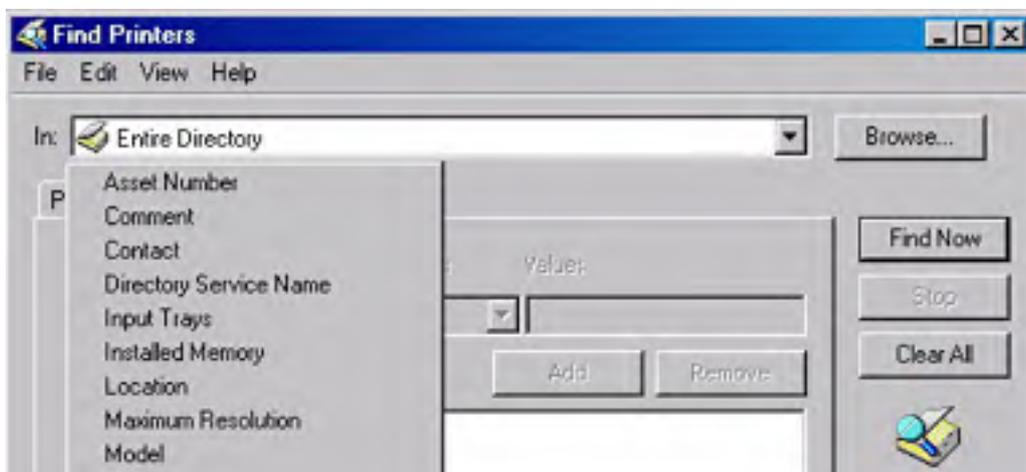 Find Printers
File Edit View Help
In: Entire Directory
Browse...
Asset Number
Comment
Contact
Directory Service Name
Input Trays
Installed Memory
Location
Maximum Resolution
Model
P
Value:
Add
Remove
Find Now
Stop
Clear All